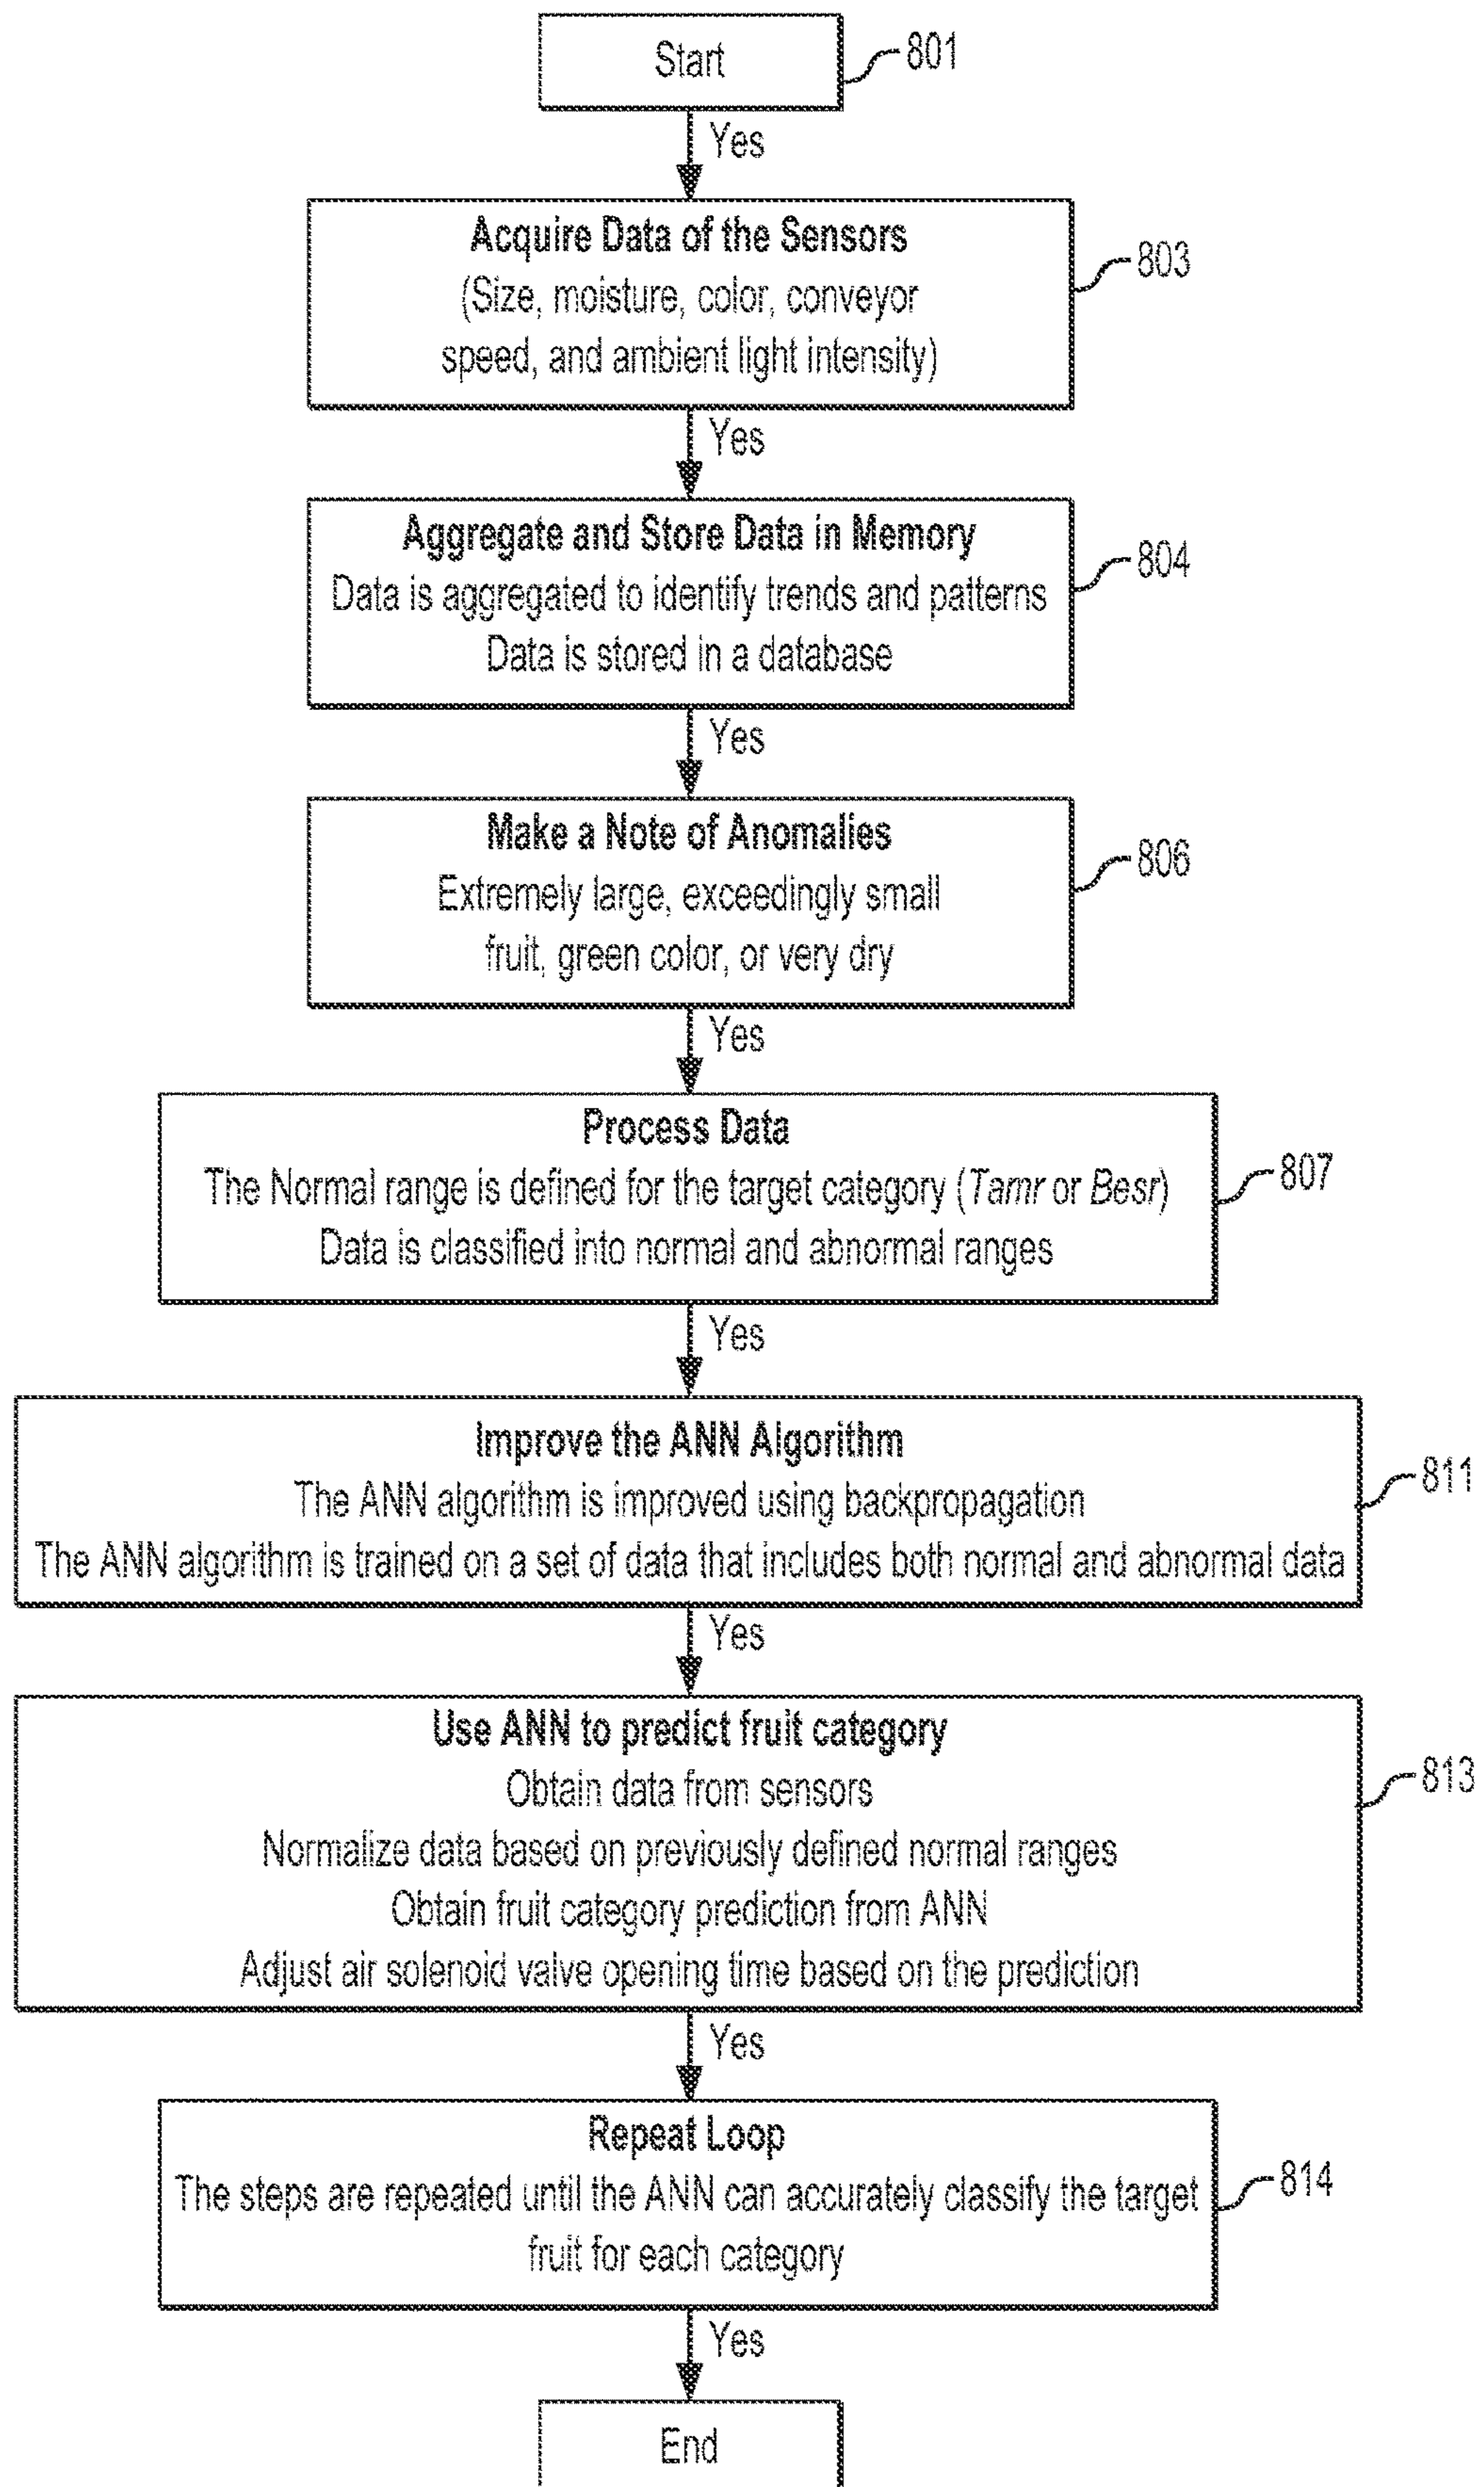 Start
801
Yes
Acquire Data of the Sensors
(Size, moisture, color, conveyor
speed, and ambient light intensity)
803
Yes
Aggregate and Store Data in Memory
Data is aggregated to identify trends and patterns
Data is stored in a database
804
Yes
Make a Note of Anomalies
Extremely large, exceedingly small
fruit, green color, or very dry
806
Yes
Process Data
The Normal range is defined for the target category (Tamr or Besr)
Data is classified into normal and abnormal ranges
807
Yes
Improve the ANN Algorithm
The ANN algorithm is improved using backpropagation
The ANN algorithm is trained on a set of data that includes both normal and abnormal data
811
Yes
Use ANN to predict fruit category
Obtain data from sensors
Normalize data based on previously defined normal ranges
Obtain fruit category prediction from ANN
Adjust air solenoid valve opening time based on the prediction
813
Yes
Repeat Loop
The steps are repeated until the ANN can accurately classify the target
fruit for each category
814
Yes
End